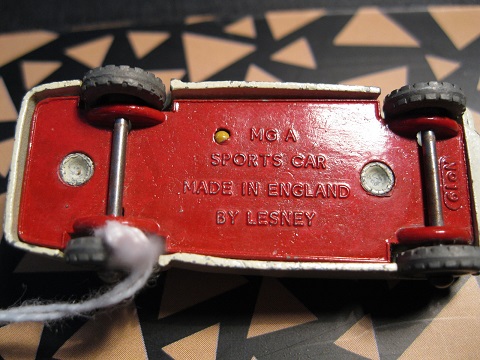 MG A
SPORTS CAR
MADE IN ENGLAND
BY LESNEY